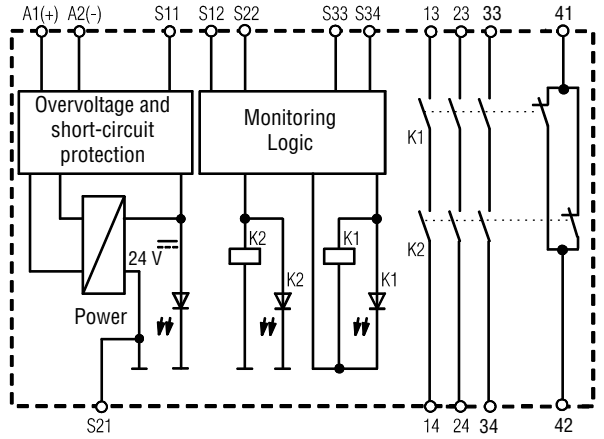 A1(+) A2(-) S11 S12 S22 S33 S34 13 23 33 41
Overvoltage and
short-circuit
protection
Monitoring
Logic
K1
K2 K1 K2
24 V
K2 K1
Power
S21 14 24 34 42